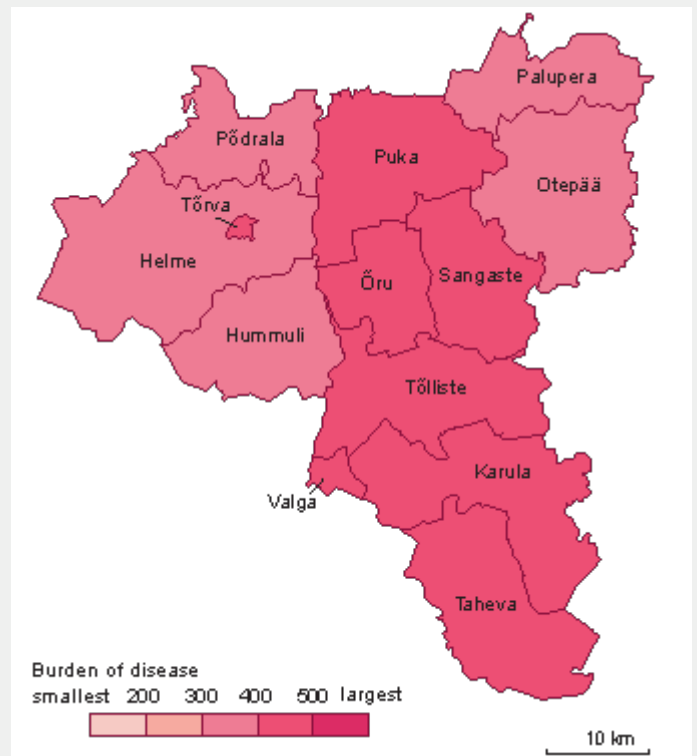 Palupera
Põdrala
Puka
Otepää
Tõrva
Helme
Õru
Sangaste
Hummuli
Tõlliste
Karula
Valga
Taheva
Burden of disease
smallest 200 300 400 500 largest
10 km